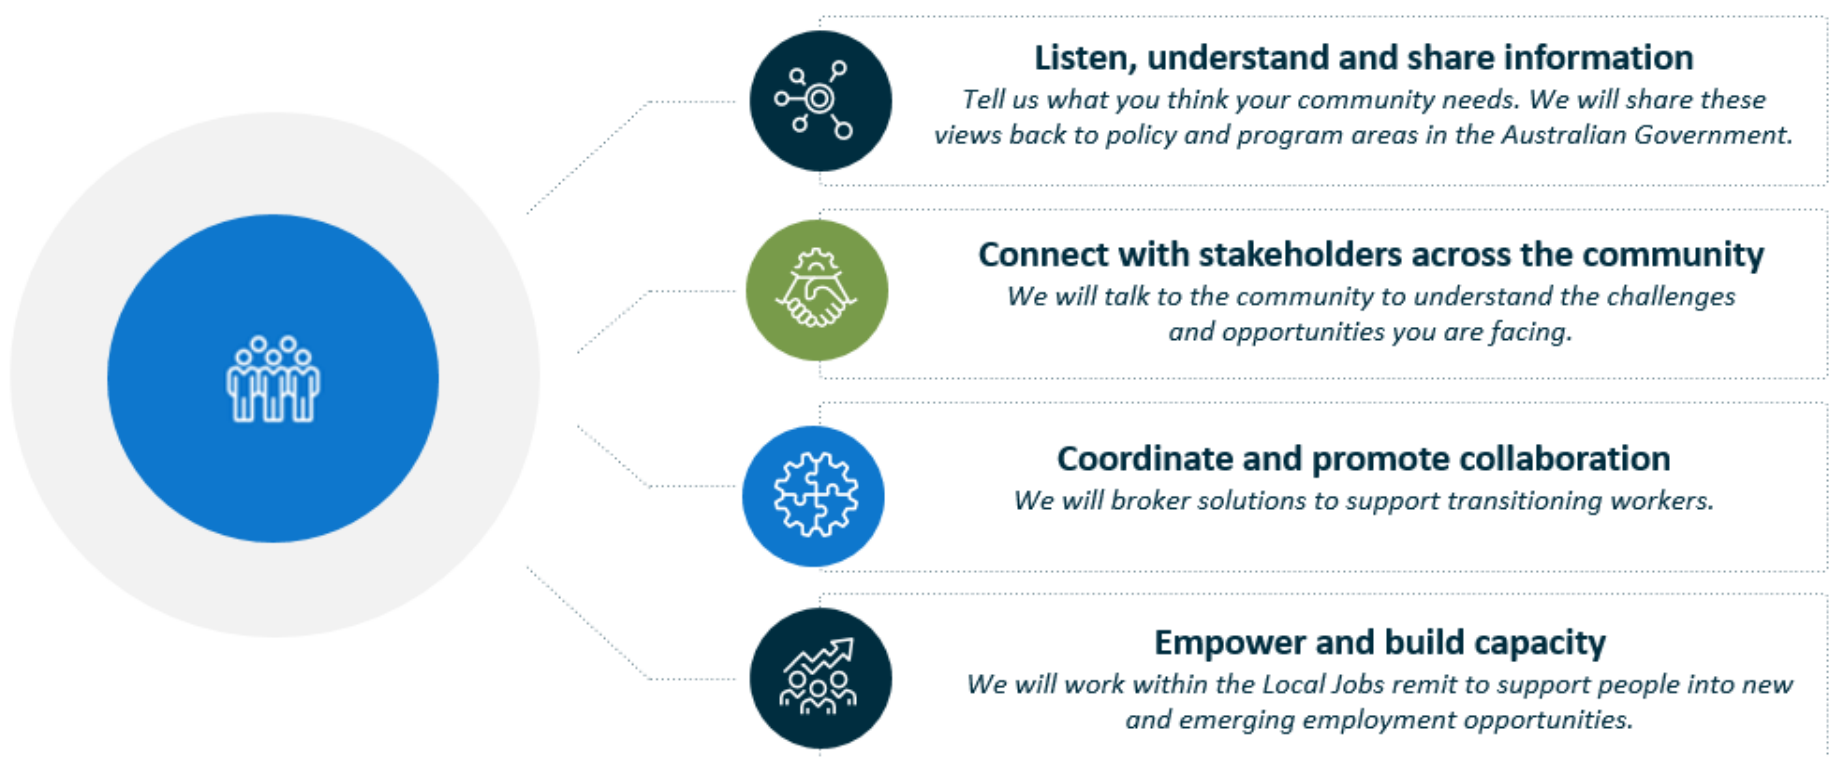 Listen, understand and share information
Tell us what you think your community needs. We will share these
views back to policy and program areas in the Australian Government.
Connect with stakeholders across the community
We will talk to the community to understand the challenges
and opportunities you are facing.
Coordinate and promote collaboration
We will broker solutions to support transitioning workers.
Empower and build capacity
We will work within the Local Jobs remit to support people into new
and emerging employment opportunities.